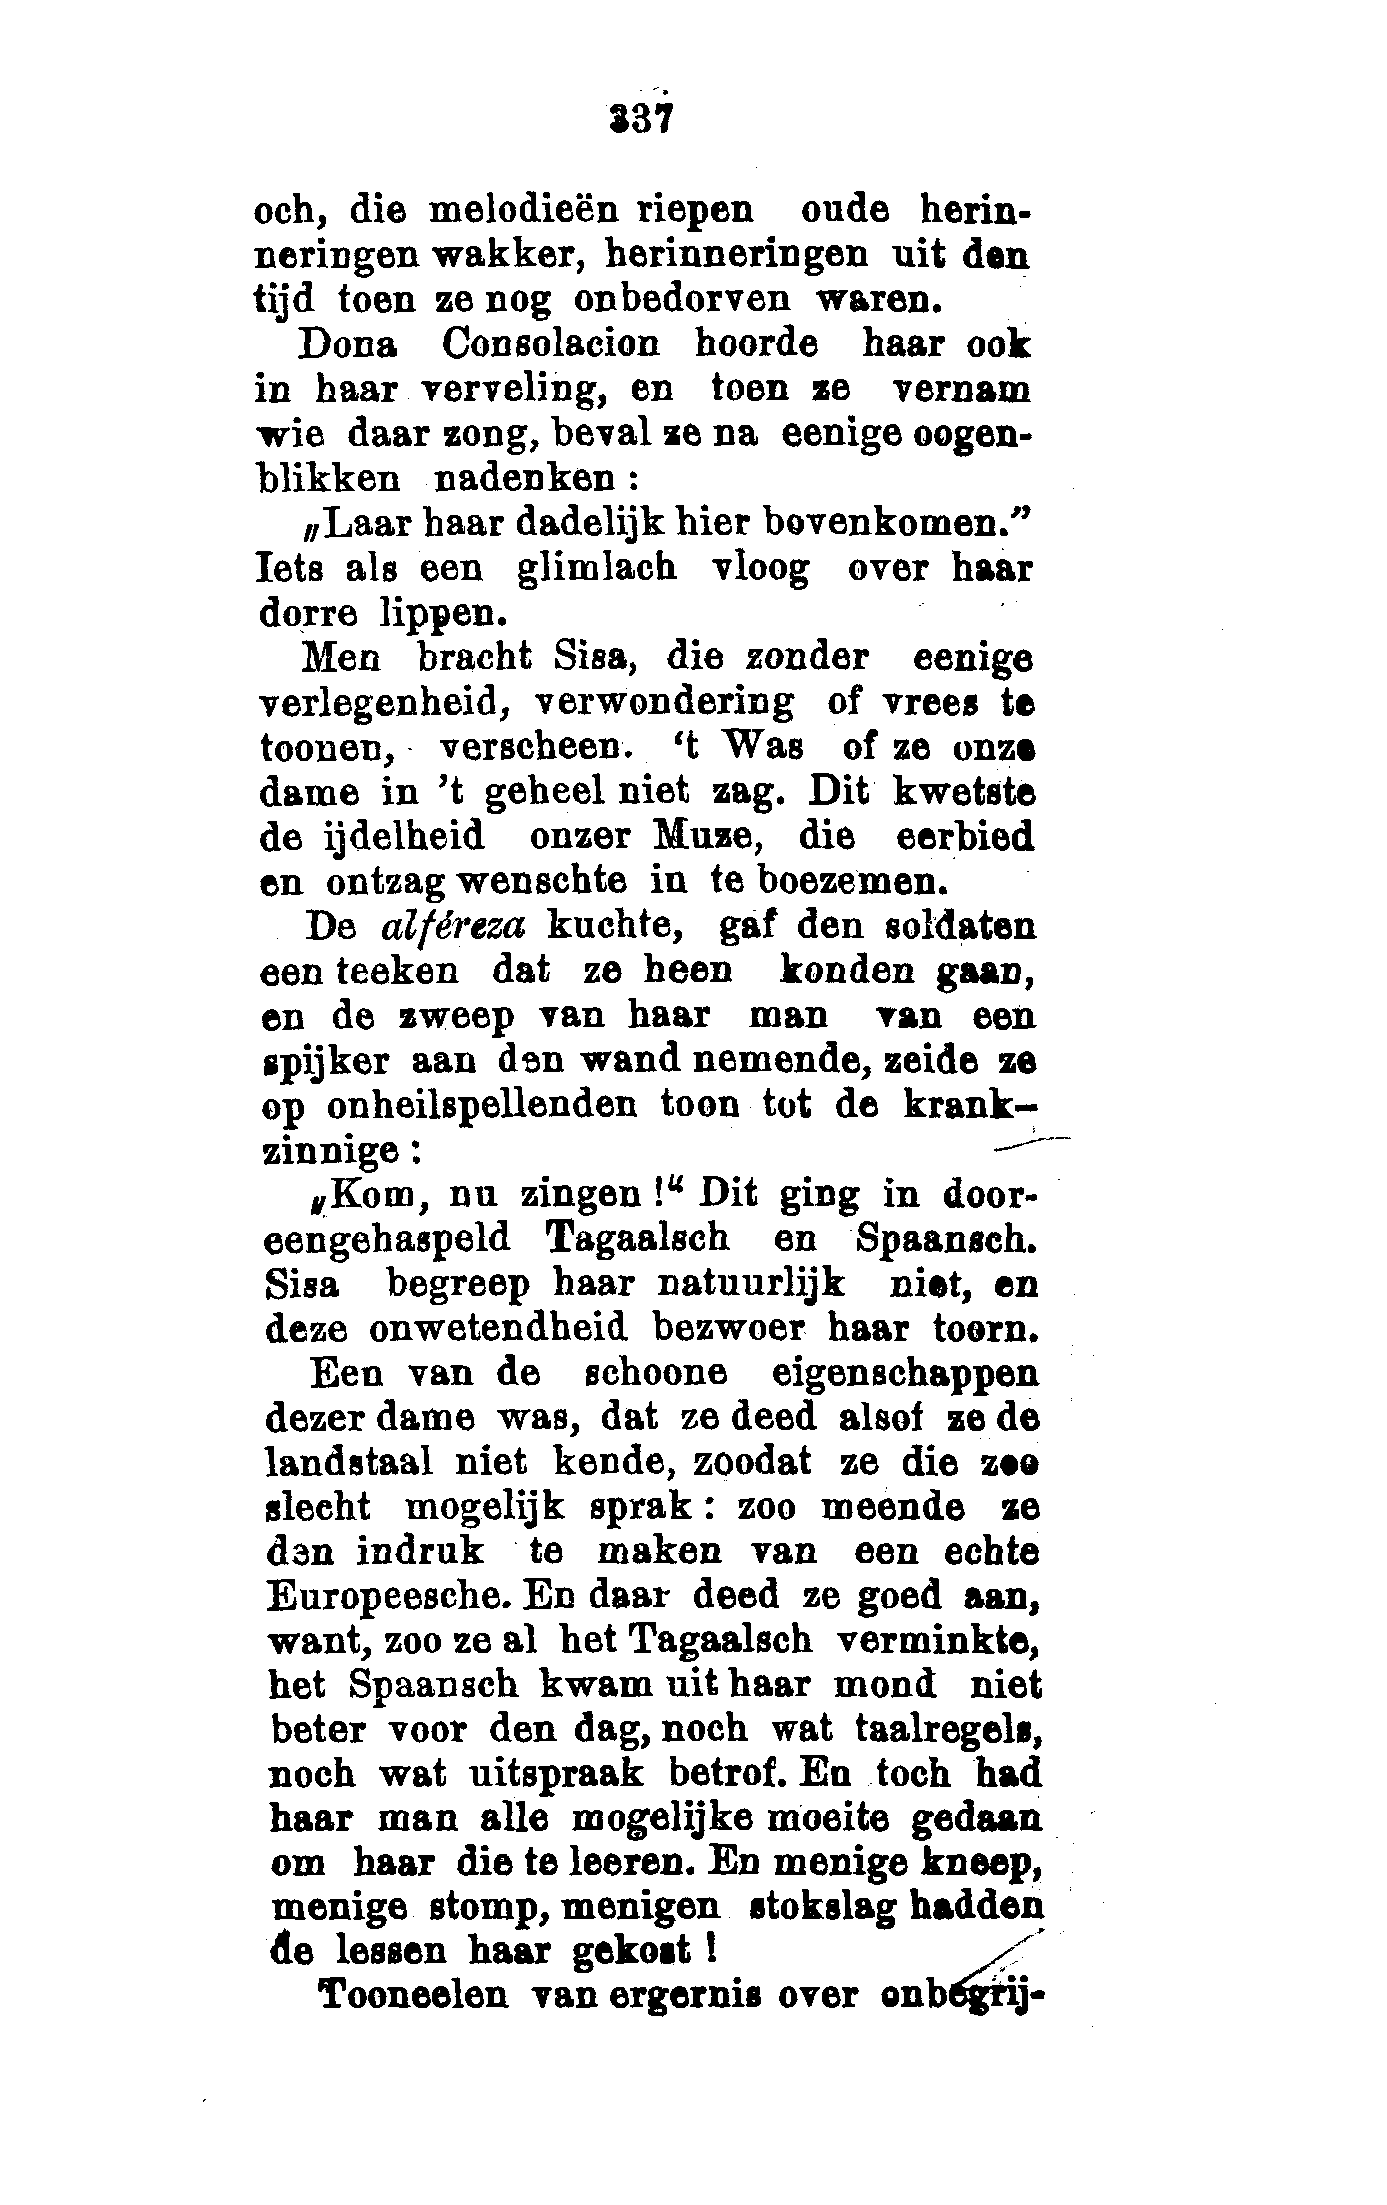 337
och, die melodieën riepen oude herin-
neringen wakker, herinneringen uit den
tijd toen ze nog onbedorven waren.
Dona Consolacion hoorde haar ook
in haar verveling, en toen ze vernam
wie daar zong, beval ze na eenige oogen-
blikken nadenken :
„Laar haar dadelijk hier bovenkomen.”
Iets als een glimlach vloog over haar
dorre lippen.
Men bracht Sisa, die zonder eenige
verlegenheid, verwondering of vrees te
toonen, verscheen. ‘t Was of ze onze
dame in ’t geheel niet zag. Dit kwetste
de ijdelheid onzer Muze, die eerbied
en ontzag wenschte in te boezemen.
De alféreza kuchte, gaf den soldaten
een teeken dat ze heen konden gaan,
en de zweep van haar man van een
spijker aan den wand nemende, zeide ze
op onheilspellenden toon tot de krank-
zinnige :
„Kom, nu zingen !“ Dit ging in door-
eengehaspeld Tagaalsch en Spaansch.
Sisa begreep haar natuurlijk niet, en
deze onwetendheid bezwoer haar toorn.
Een van de schoone eigenschappen
dezer dame was, dat ze deed alsof ze de
landstaal niet kende, zoodat ze die zoo
slecht mogelijk sprak : zoo meende ze
den indruk te maken van een echte
Europeesche. En daar deed ze goed aan,
want, zoo ze al het Tagaalsch verminkte,
het Spaansch kwam uit haar mond niet
beter voor den dag, noch wat taalregels,
noch wat uitspraak betrof. En toch had
haar man alle mogelijke moeite gedaan
om haar die te leeren. En menige kneep,
menige stomp, menigen stokslag hadden
de lessen haar gekost !
Tooneelen van ergernis over onbegrij-